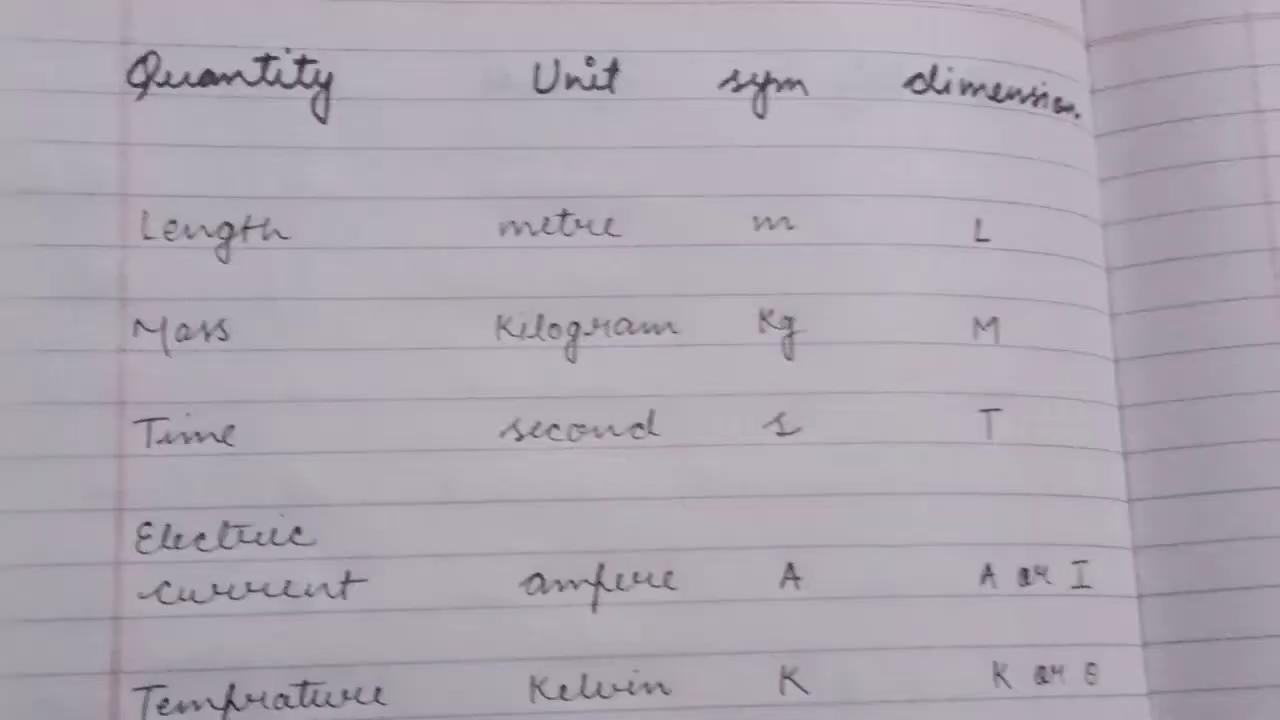 Quantity Unit sym dimension.
Length metre m L
Mass Kilogram Kg M
Time second s T
Electric
current ampere A A or I
Temprature Kelvin K K or θ